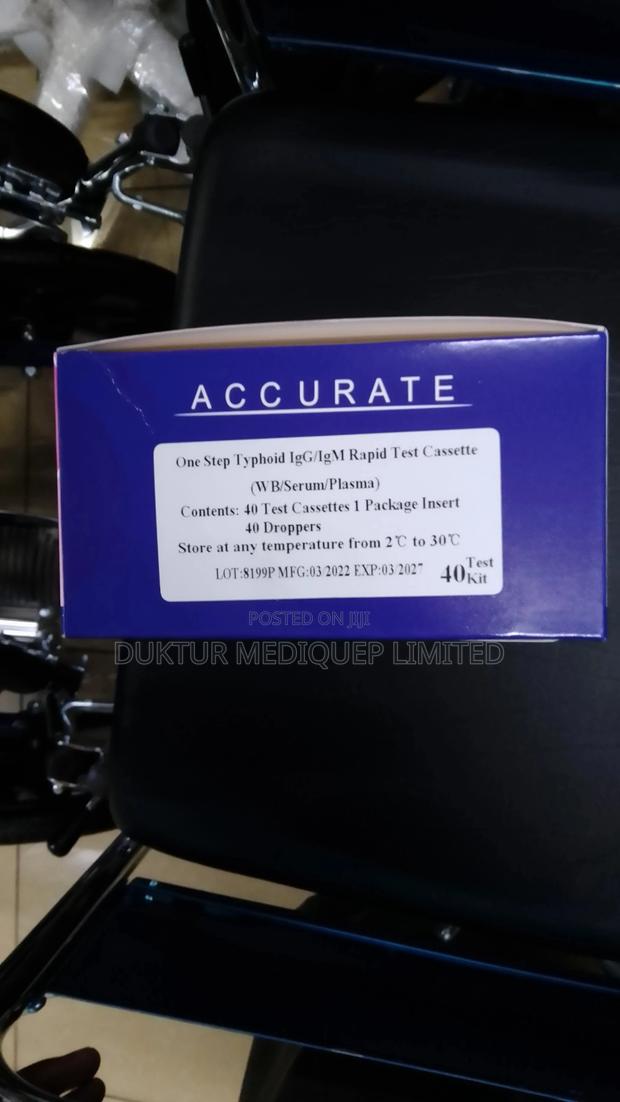 ACCURATE
One Step Typhoid IgG/IgM Rapid Test Cassette
(WB/Serum/Plasma)
Contents: 40 Test Cassettes 1 Package Insert
40 Droppers
Store at any temperature from 2℃ to 30℃
LOT:8199P MFG:03/2022 EXP:03/2027 40 Test Kit
POSTED ON JIJI
DUKTUR MEDIQUEP LIMITED